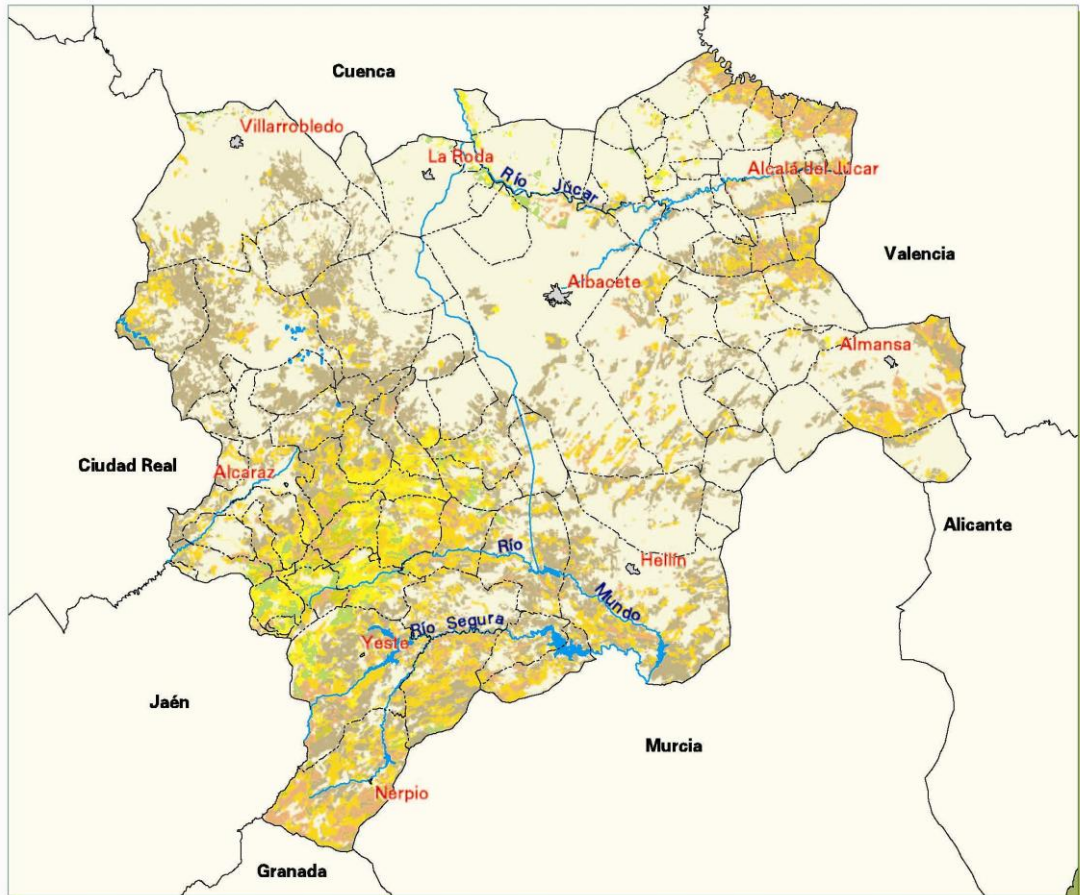 Cuenca
Villarrobledo
La Roda
Alcalá del Júcar
Río Júcar
Valencia
Albacete
Almansa
Ciudad Real
Alcaraz
Alicante
Río Mundo
Hellín
Río Segura
Yeste
Jaén
Murcia
Nerpio
Granada